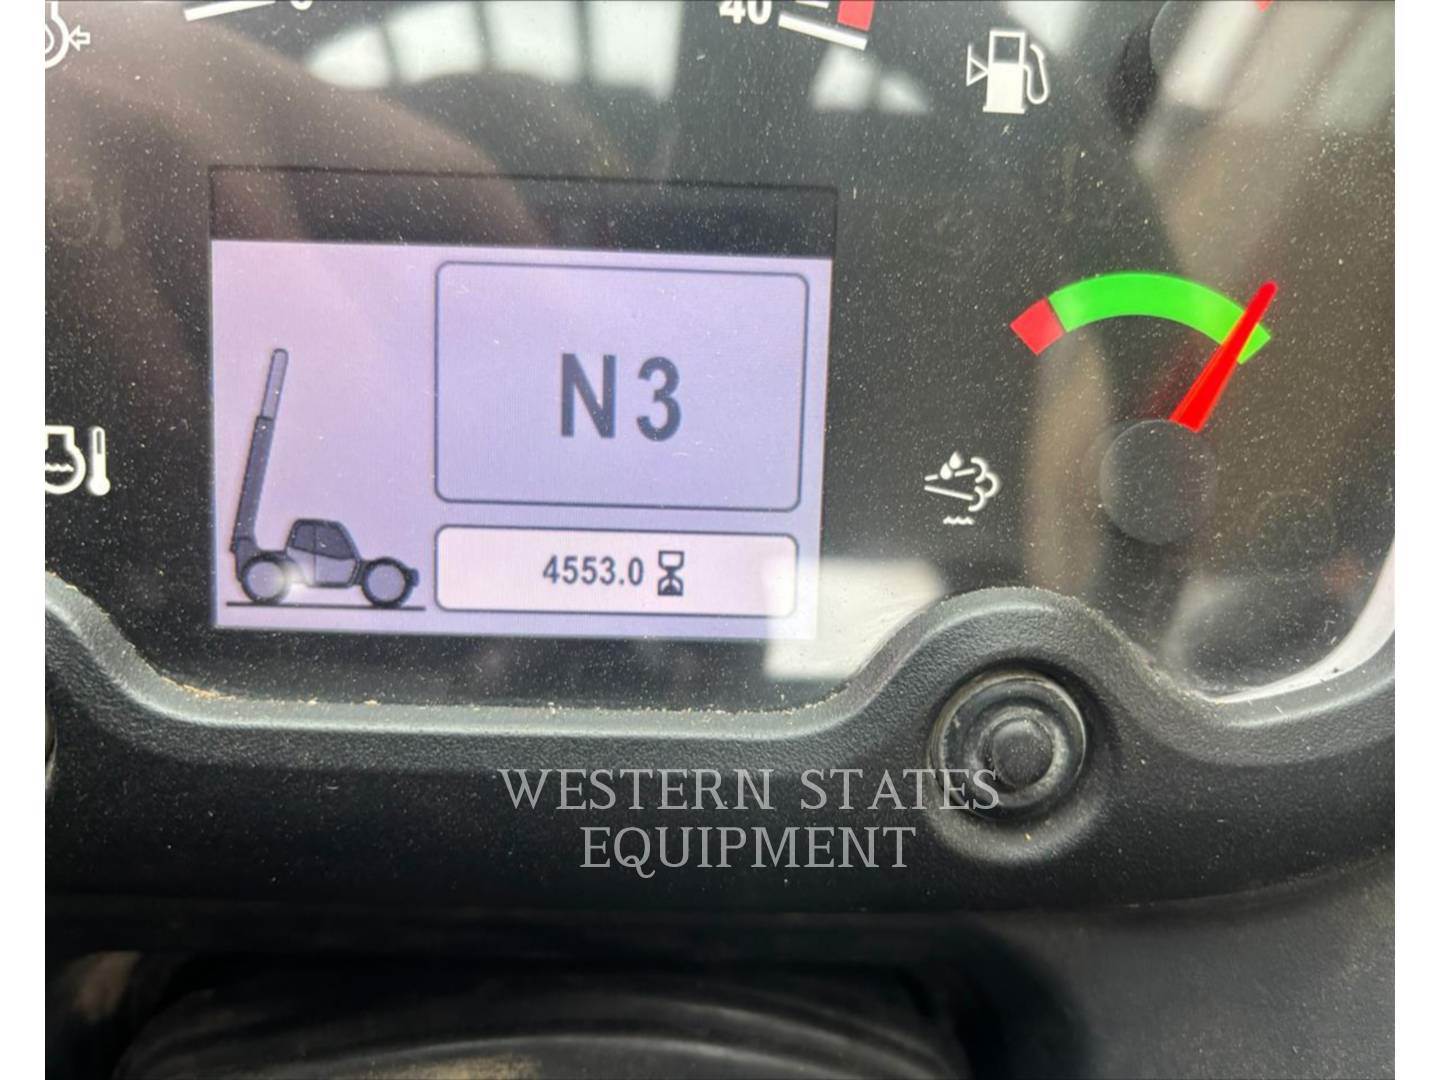 40
N 3
4553.0
WESTERN STATES
EQUIPMENT